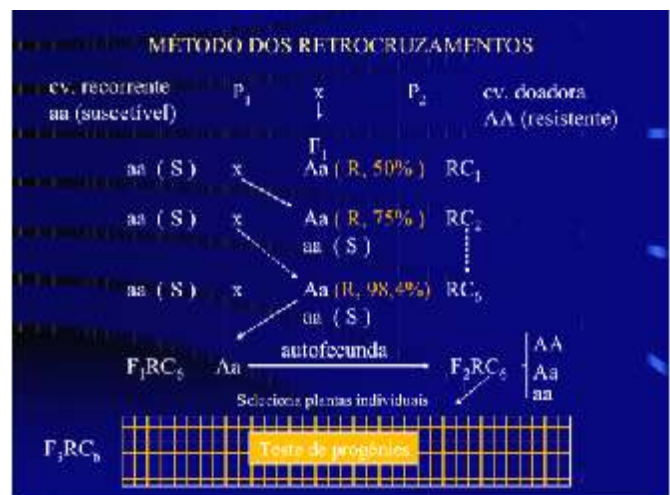 MÉTODO DOS RETROCRUZAMENTOS
cv. recorrente P1 x P2 cv. doadora
aa (suscetível) AA (resistente)
F1
aa ( S ) x Aa ( R, 50% ) RC1
aa ( S ) x Aa ( R, 75% ) RC2
aa ( S )
aa ( S ) x Aa (R, 98,4%) RC6
aa ( S )
F1RC6 Aa autofecunda F2RC6 AA
Aa
aa
Seleciona plantas individuais
F3RC6 Teste de progênies